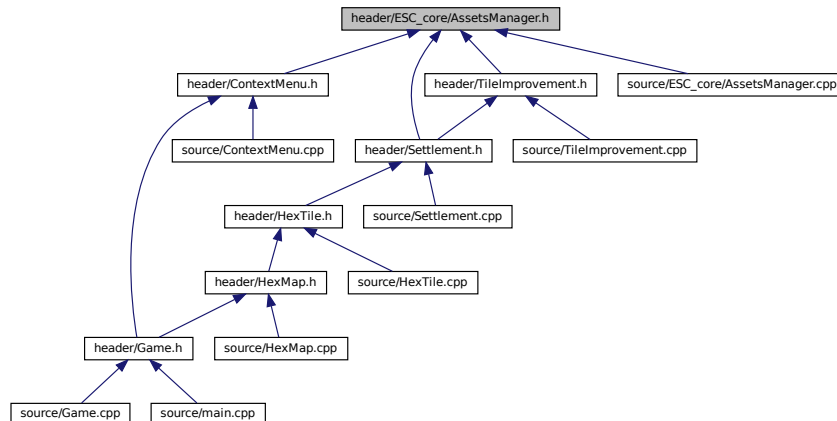 header/ESC_core/AssetsManager.h
header/ContextMenu.h
header/TileImprovement.h
source/ESC_core/AssetsManager.cpp
source/ContextMenu.cpp
header/Settlement.h
source/TileImprovement.cpp
header/HexTile.h
source/Settlement.cpp
header/HexMap.h
source/HexTile.cpp
header/Game.h
source/HexMap.cpp
source/Game.cpp
source/main.cpp